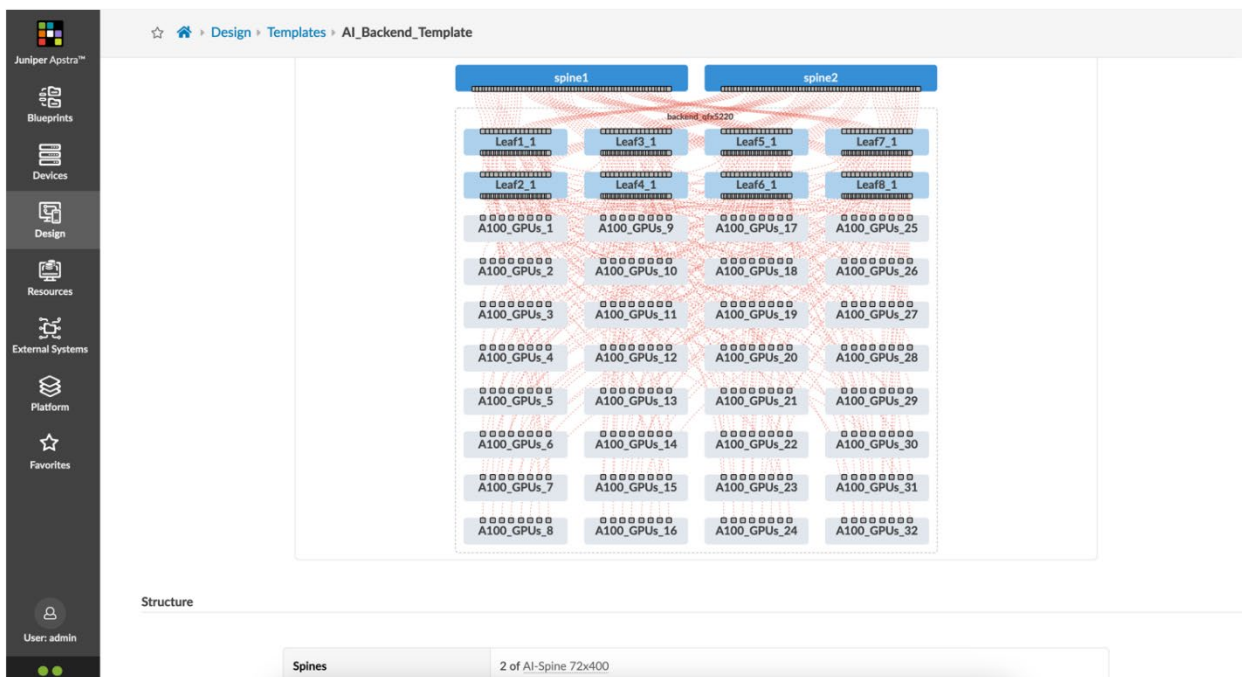 Juniper Apstra™
Blueprints
Devices
Design
Resources
External Systems
Platform
Favorites
User: admin
Design Templates AI_Backend_Template
spine1 spine2
backend_qfx5220
Leaf1_1 Leaf3_1 Leaf5_1 Leaf7_1
Leaf2_1 Leaf4_1 Leaf6_1 Leaf8_1
A100_GPUs_1 A100_GPUs_9 A100_GPUs_17 A100_GPUs_25
A100_GPUs_2 A100_GPUs_10 A100_GPUs_18 A100_GPUs_26
A100_GPUs_3 A100_GPUs_11 A100_GPUs_19 A100_GPUs_27
A100_GPUs_4 A100_GPUs_12 A100_GPUs_20 A100_GPUs_28
A100_GPUs_5 A100_GPUs_13 A100_GPUs_21 A100_GPUs_29
A100_GPUs_6 A100_GPUs_14 A100_GPUs_22 A100_GPUs_30
A100_GPUs_7 A100_GPUs_15 A100_GPUs_23 A100_GPUs_31
A100_GPUs_8 A100_GPUs_16 A100_GPUs_24 A100_GPUs_32
Structure
Spines 2 of AI-Spine 72x400